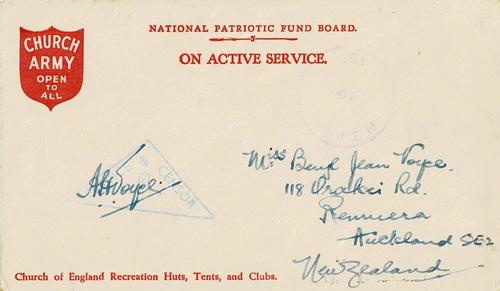 CHURCH
ARMY
OPEN
TO
ALL
NATIONAL PATRIOTIC FUND BOARD.
ON ACTIVE SERVICE.
CENSOR
Miss Beryl Jean Voyce.
118 Orakei Rd.
Remuera
Auckland SE2
New Zealand
Church of England Recreation Huts, Tents, and Clubs.